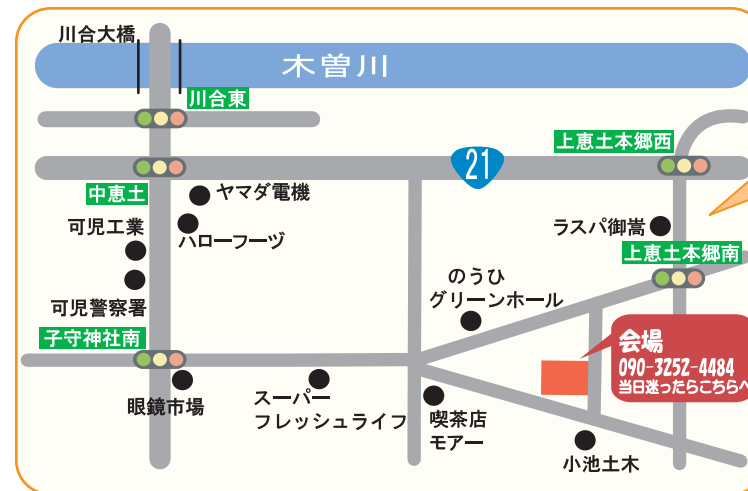 川合大橋
木曽川
川合東
上恵土本郷西
21
中恵土
ヤマダ電機
可児工業
ハローフーヅ
ラスパ御嵩
上恵土本郷南
のうひ
グリーンホール
可児警察署
子守神社南
会場
090-3252-4484
当日迷ったらこちらへ
眼鏡市場
スーパー
フレッシュライフ
喫茶店
モアー
小池土木